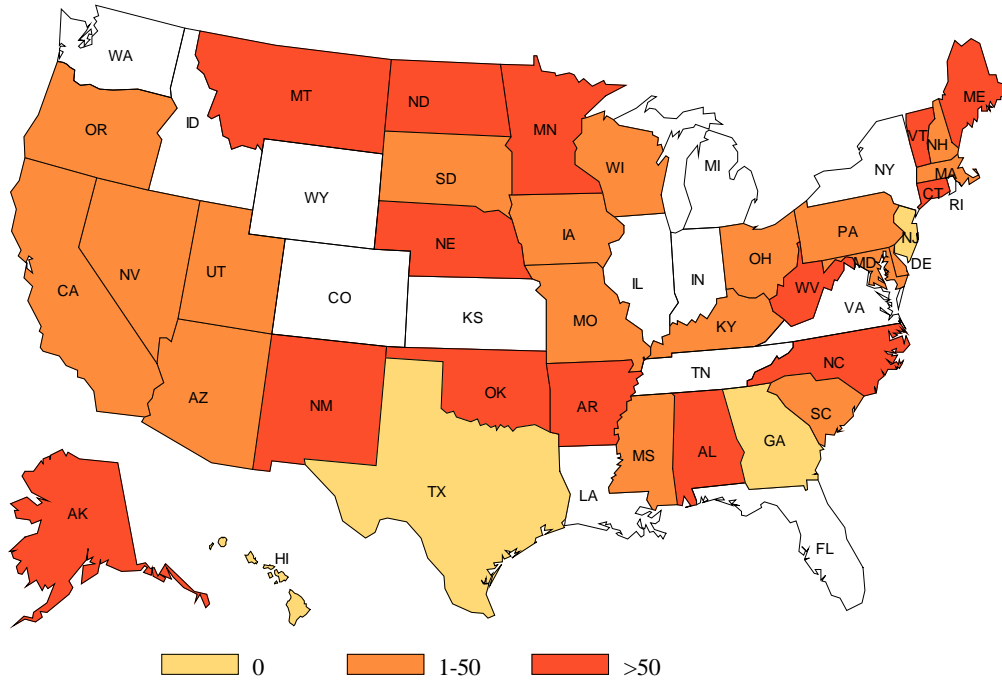 WA
MT
ND
MN
ME
OR
ID
VT
NH
WI
MI
NY
MA
SD
CT
RI
WY
IA
PA
NE
NJ
NV
UT
OH
MD
DE
CA
CO
IL
IN
WV
VA
KS
MO
KY
TN
NC
AZ
NM
OK
AR
SC
MS
AL
GA
TX
LA
AK
FL
HI
0
1-50
>50